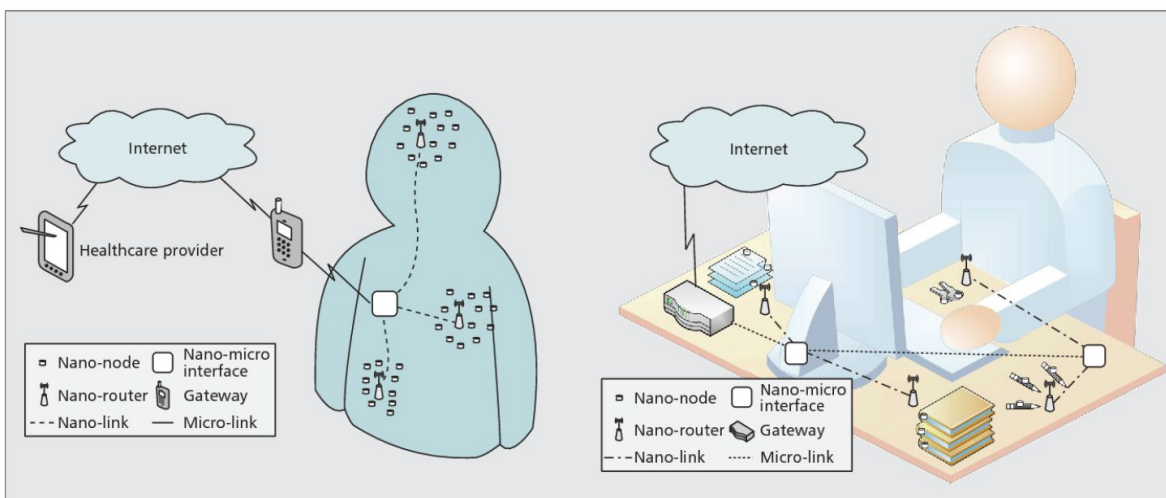 Internet
Healthcare provider
Nano-node
Nano-micro
interface
Nano-router
Gateway
Nano-link
Micro-link
Internet
Nano-node
Nano-micro
interface
Nano-router
Gateway
Nano-link
Micro-link